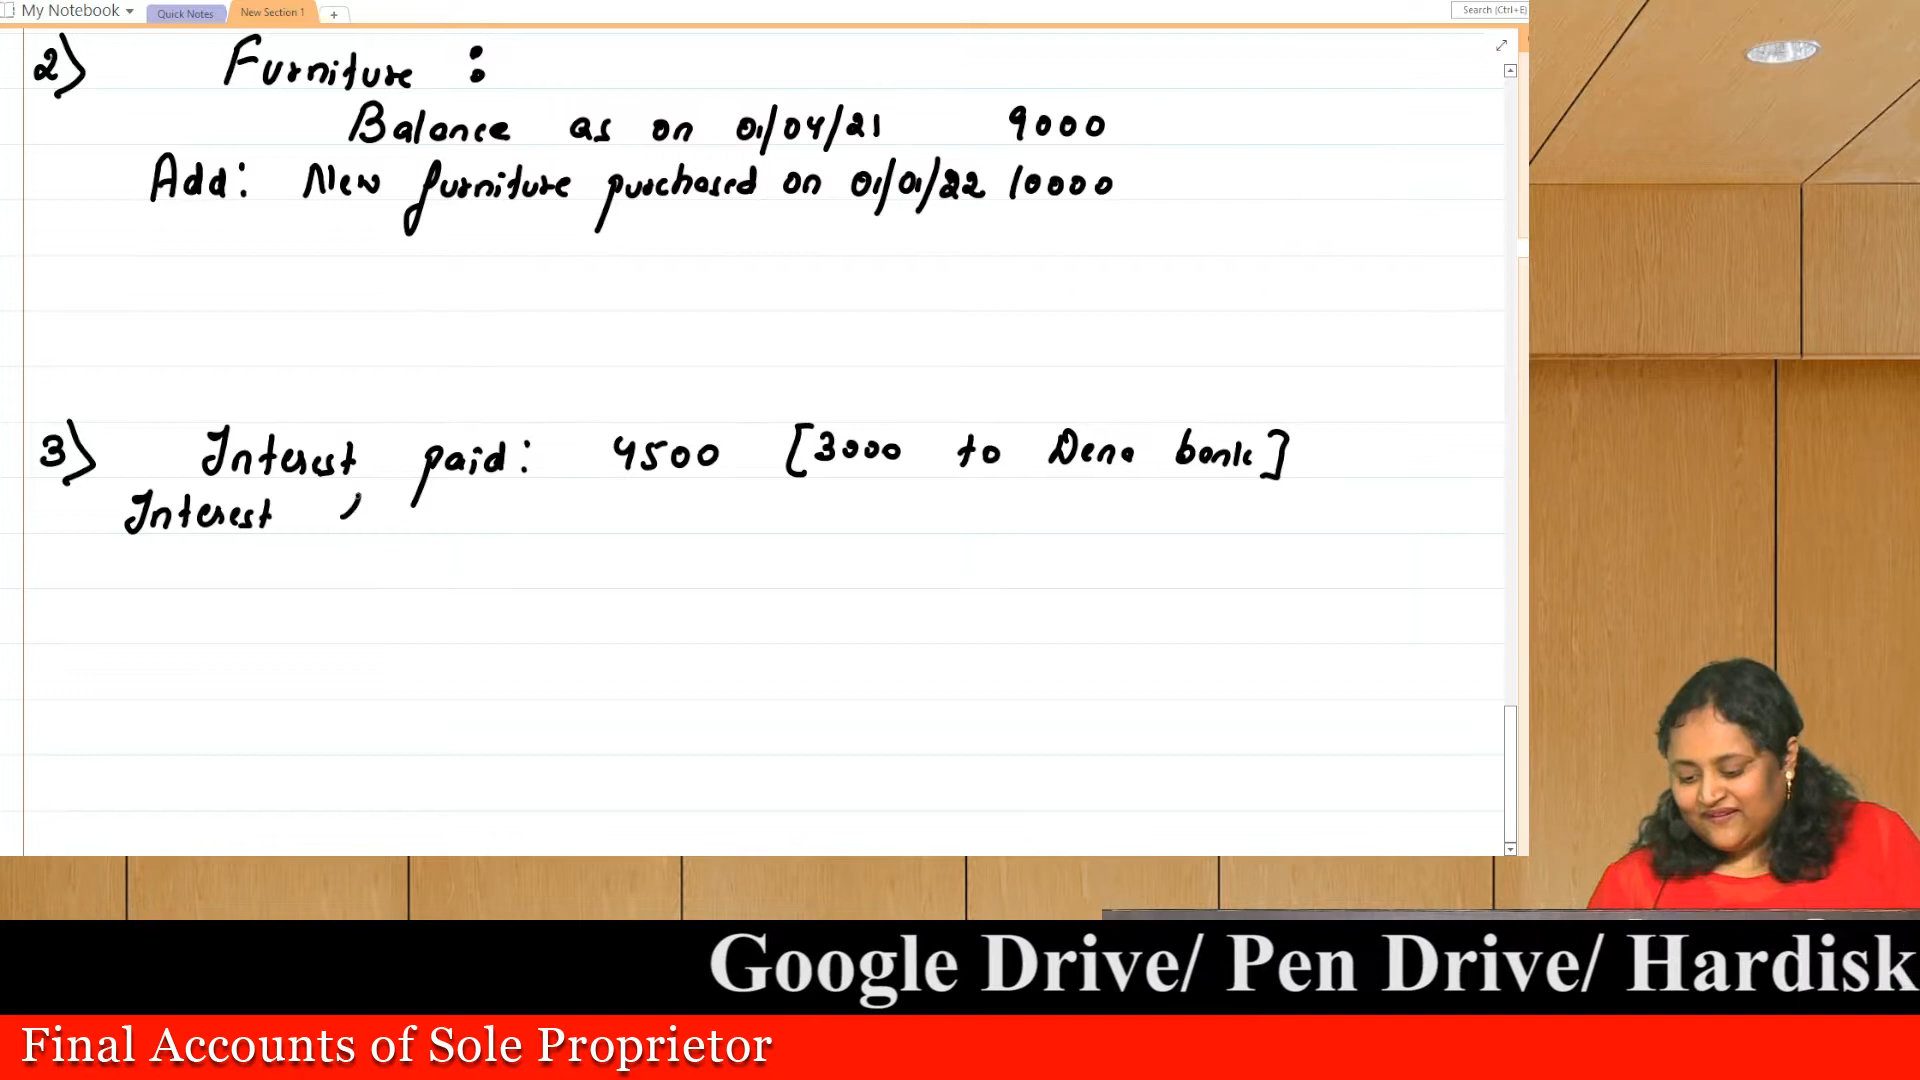 My Notebook
Quick Notes
New Section 1
+
Search (Ctrl+E)
2) Furniture :
Balance as on 01/04/21 9000
Add: New furniture purchased on 01/01/22 10000
3) Interest paid: 4500 [3000 to Dena bank]
Interest
Google Drive/ Pen Drive/ Hardisk
Final Accounts of Sole Proprietor